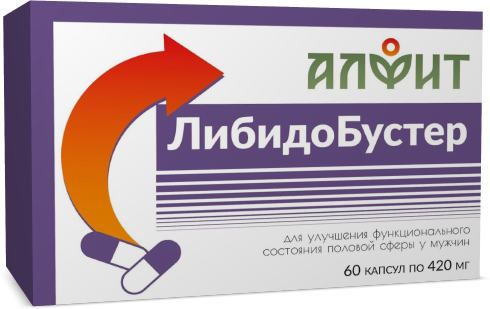 АЛФИТ
ЛибидоБустер
для улучшения функционального
состояния половой сферы у мужчин
60 КАПСУЛ ПО 420 МГ